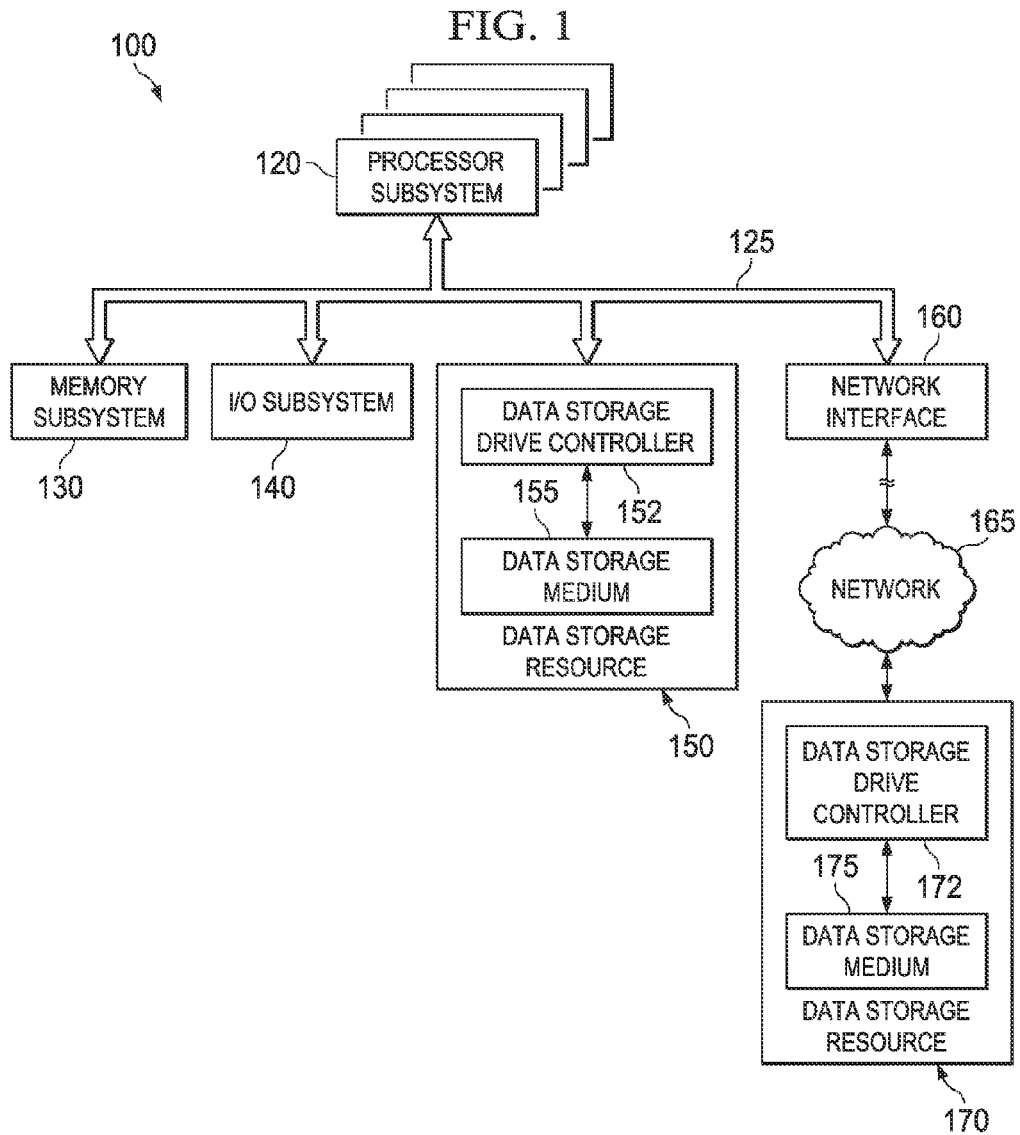 FIG. 1
100
120
PROCESSOR
SUBSYSTEM
125
160
MEMORY
SUBSYSTEM
130
I/O SUBSYSTEM
140
DATA STORAGE
DRIVE CONTROLLER
155
152
DATA STORAGE
MEDIUM
DATA STORAGE
RESOURCE
150
NETWORK
INTERFACE
165
NETWORK
DATA STORAGE
DRIVE
CONTROLLER
175
172
DATA STORAGE
MEDIUM
DATA STORAGE
RESOURCE
170